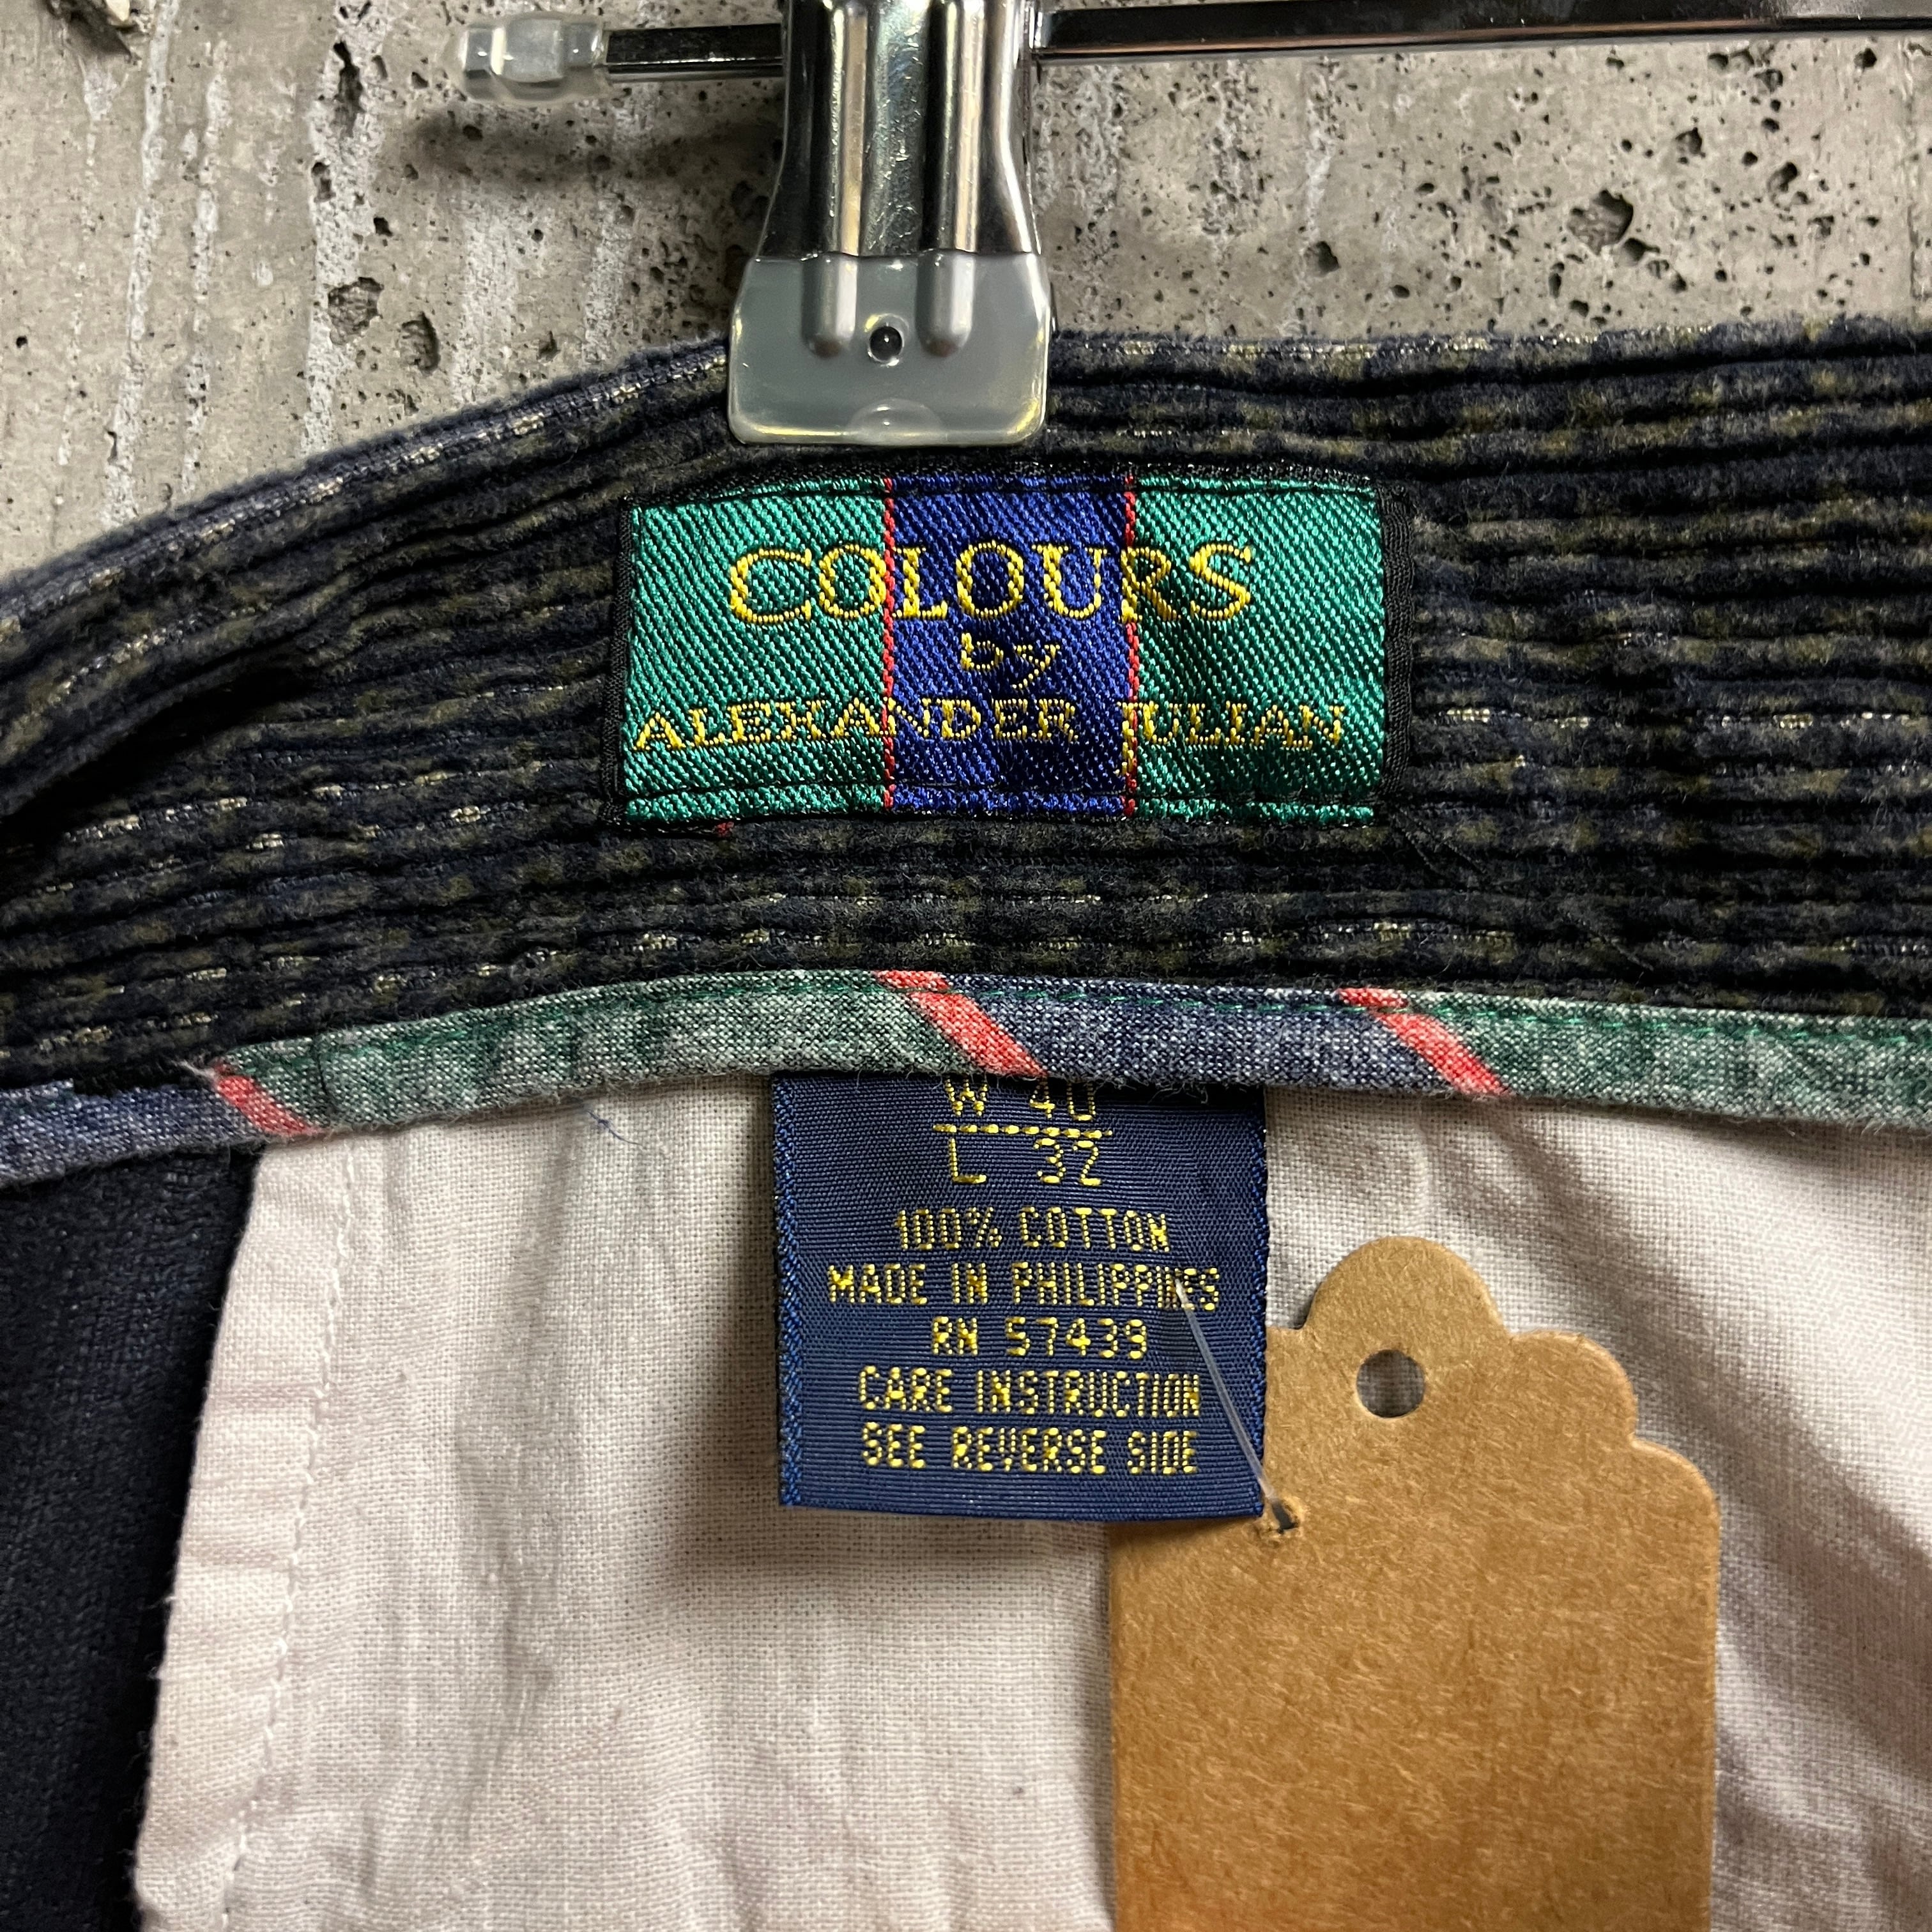 COLOURS
by
ALEXANDER JULIAN
W 40
L 32
100% COTTON
MADE IN PHILIPPINES
RN 57439
CARE INSTRUCTION
SEE REVERSE SIDE